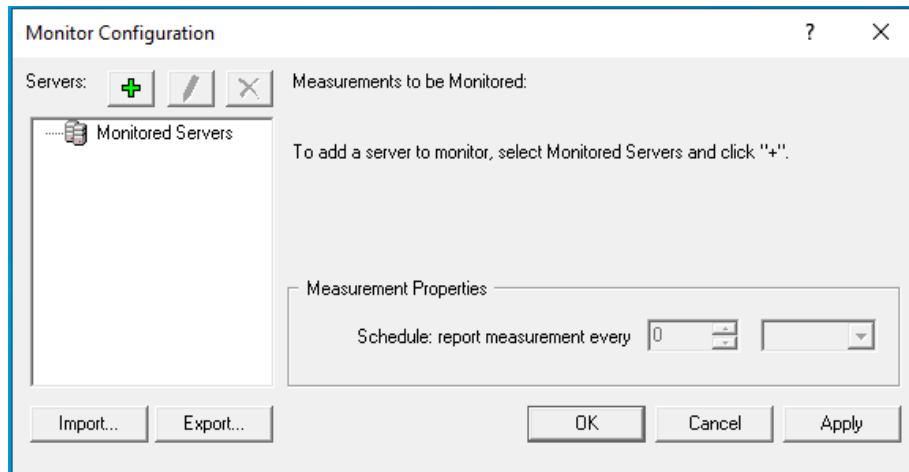 Monitor Configuration
Servers:
Measurements to be Monitored:
Monitored Servers
To add a server to monitor, select Monitored Servers and click "+".
Measurement Properties
Schedule: report measurement every 0
Import... Export... OK Cancel Apply